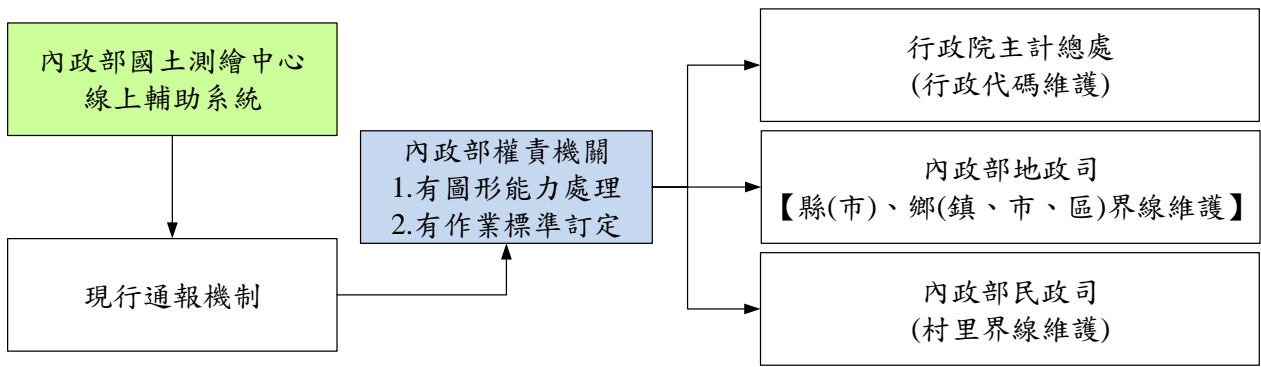 內政部國土測繪中心
線上輔助系統
現行通報機制
內政部權責機關
1.有圖形能力處理
2.有作業標準訂定
行政院主計總處
(行政代碼維護)
內政部地政司
【縣(市)、鄉(鎮、市、區)界線維護】
內政部民政司
(村里界線維護)